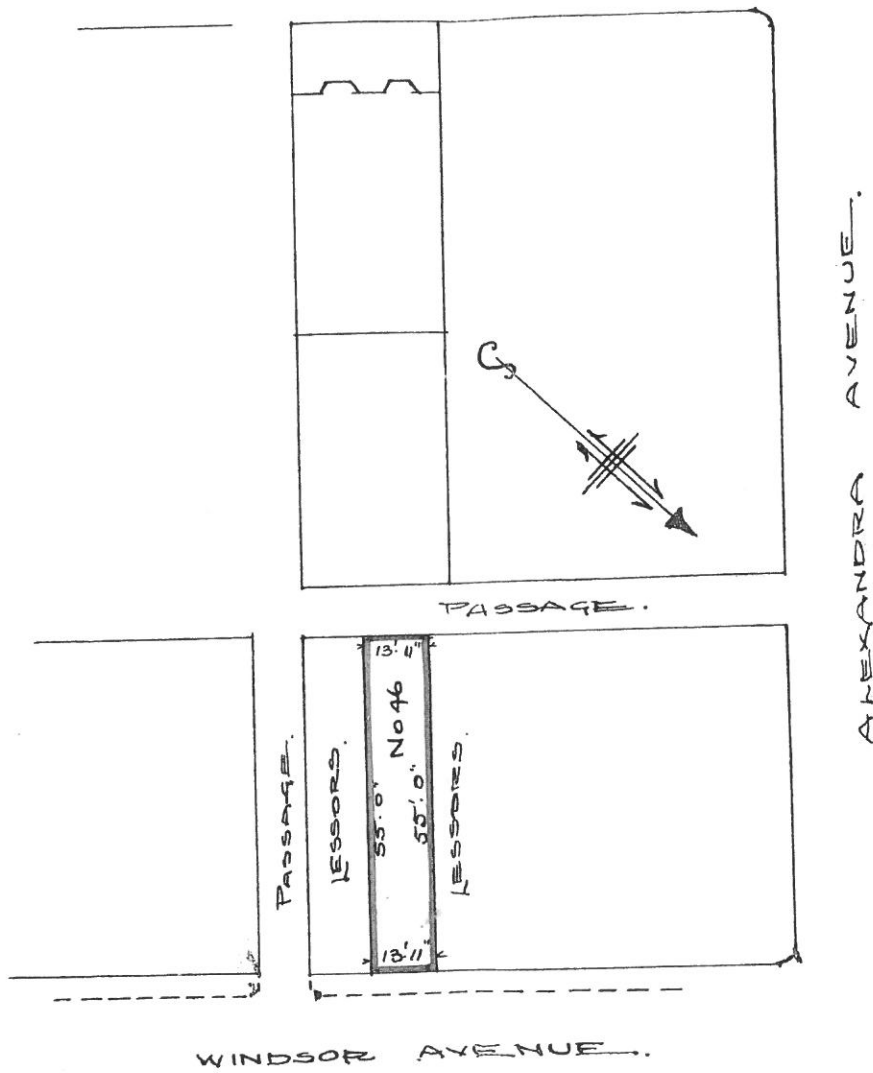 ALEXANDRA AVENUE.
PASSAGE.
13'.11"
No 46
PASSAGE.
LESSORS.
55'.0"
55'.0"
LESSORS.
13'11"
WINDSOR AVENUE.